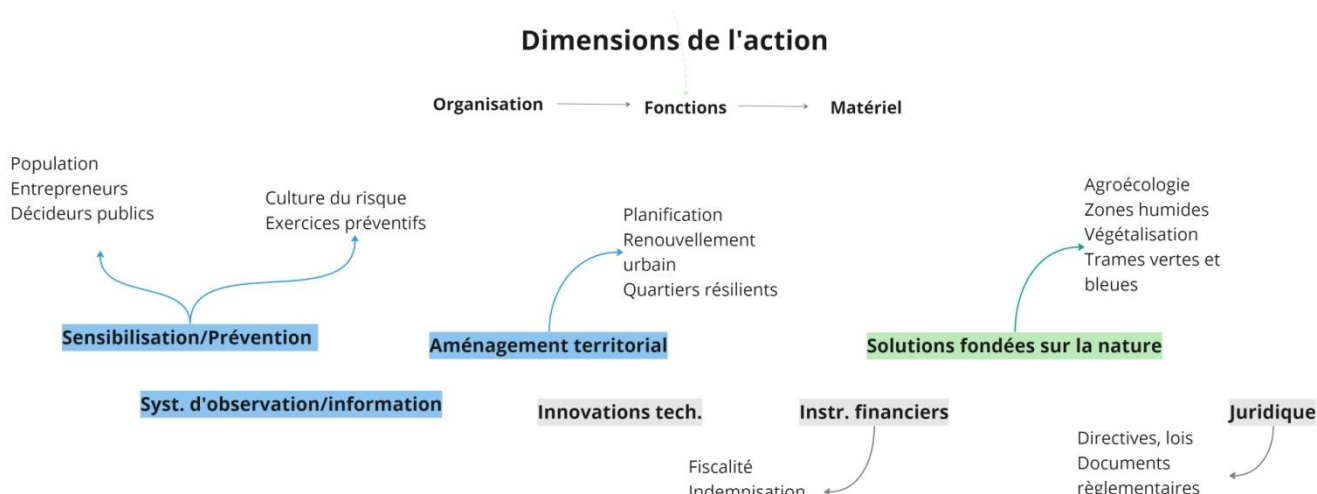 Dimensions de l'action
Organisation
Fonctions
Matériel
Population
Entrepreneurs
Décideurs publics
Culture du risque
Exercices préventifs
Planification
Renouvellement
urbain
Quartiers résilients
Agroécologie
Zones humides
Végétalisation
Trames vertes et
bleues
Sensibilisation/Prévention
Aménagement territorial
Solutions fondées sur la nature
Syst. d'observation/information
Innovations tech.
Instr. financiers
Juridique
Fiscalité
Indemnisation
Directives, lois
Documents
règlementaires